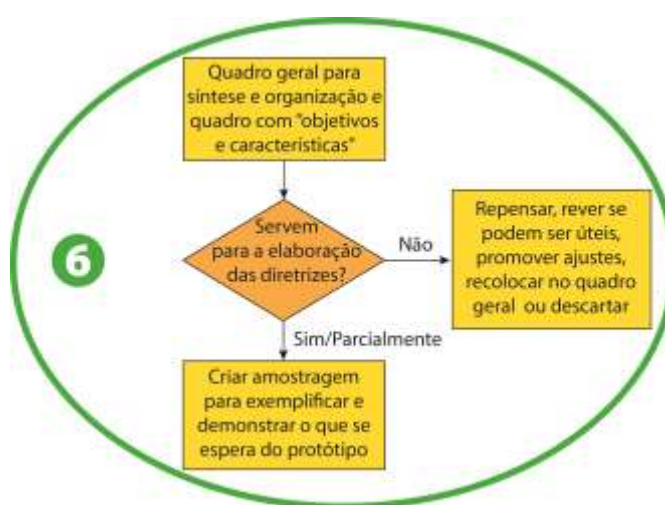 Quadro geral para
síntese e organização e
quadro com "objetivos
e características"
Servem
para a elaboração
das diretrizes?
Não
Repensar, rever se
podem ser úteis,
promover ajustes,
recolocar no quadro
geral ou descartar
6
Sim/Parcialmente
Criar amostragem
para exemplificar e
demonstrar o que se
espera do protótipo